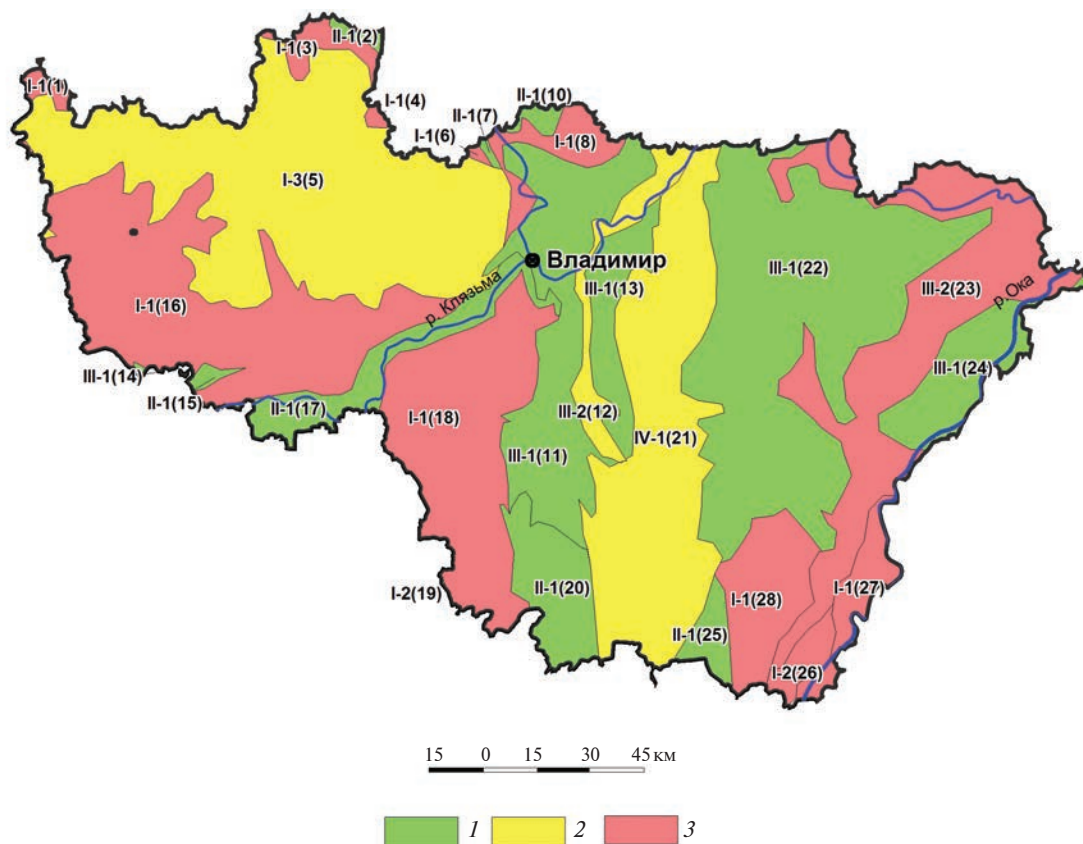 I-1(3)
II-1(2)
I-1(1)
I-1(4)
II-1(10)
II-1(7)
I-1(6)
I-1(8)
I-3(5)
Владимир
III-1(13)
III-1(22)
р. Клязьма
I-1(16)
III-2(23)
р. Ока
III-1(14)
III-1(24)
II-1(15)
II-1(17)
I-1(18)
III-2(12)
IV-1(21)
III-1(11)
I-2(19)
II-1(20)
I-1(28)
I-1(27)
II-1(25)
I-2(26)
15 0 15 30 45 км
1 2 3